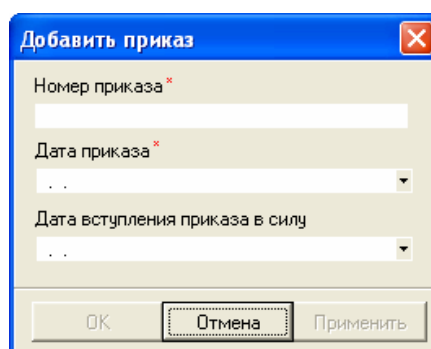 Добавить приказ
Номер приказа*
Дата приказа*
. .
Дата вступления приказа в силу
. .
OK Отмена Применить